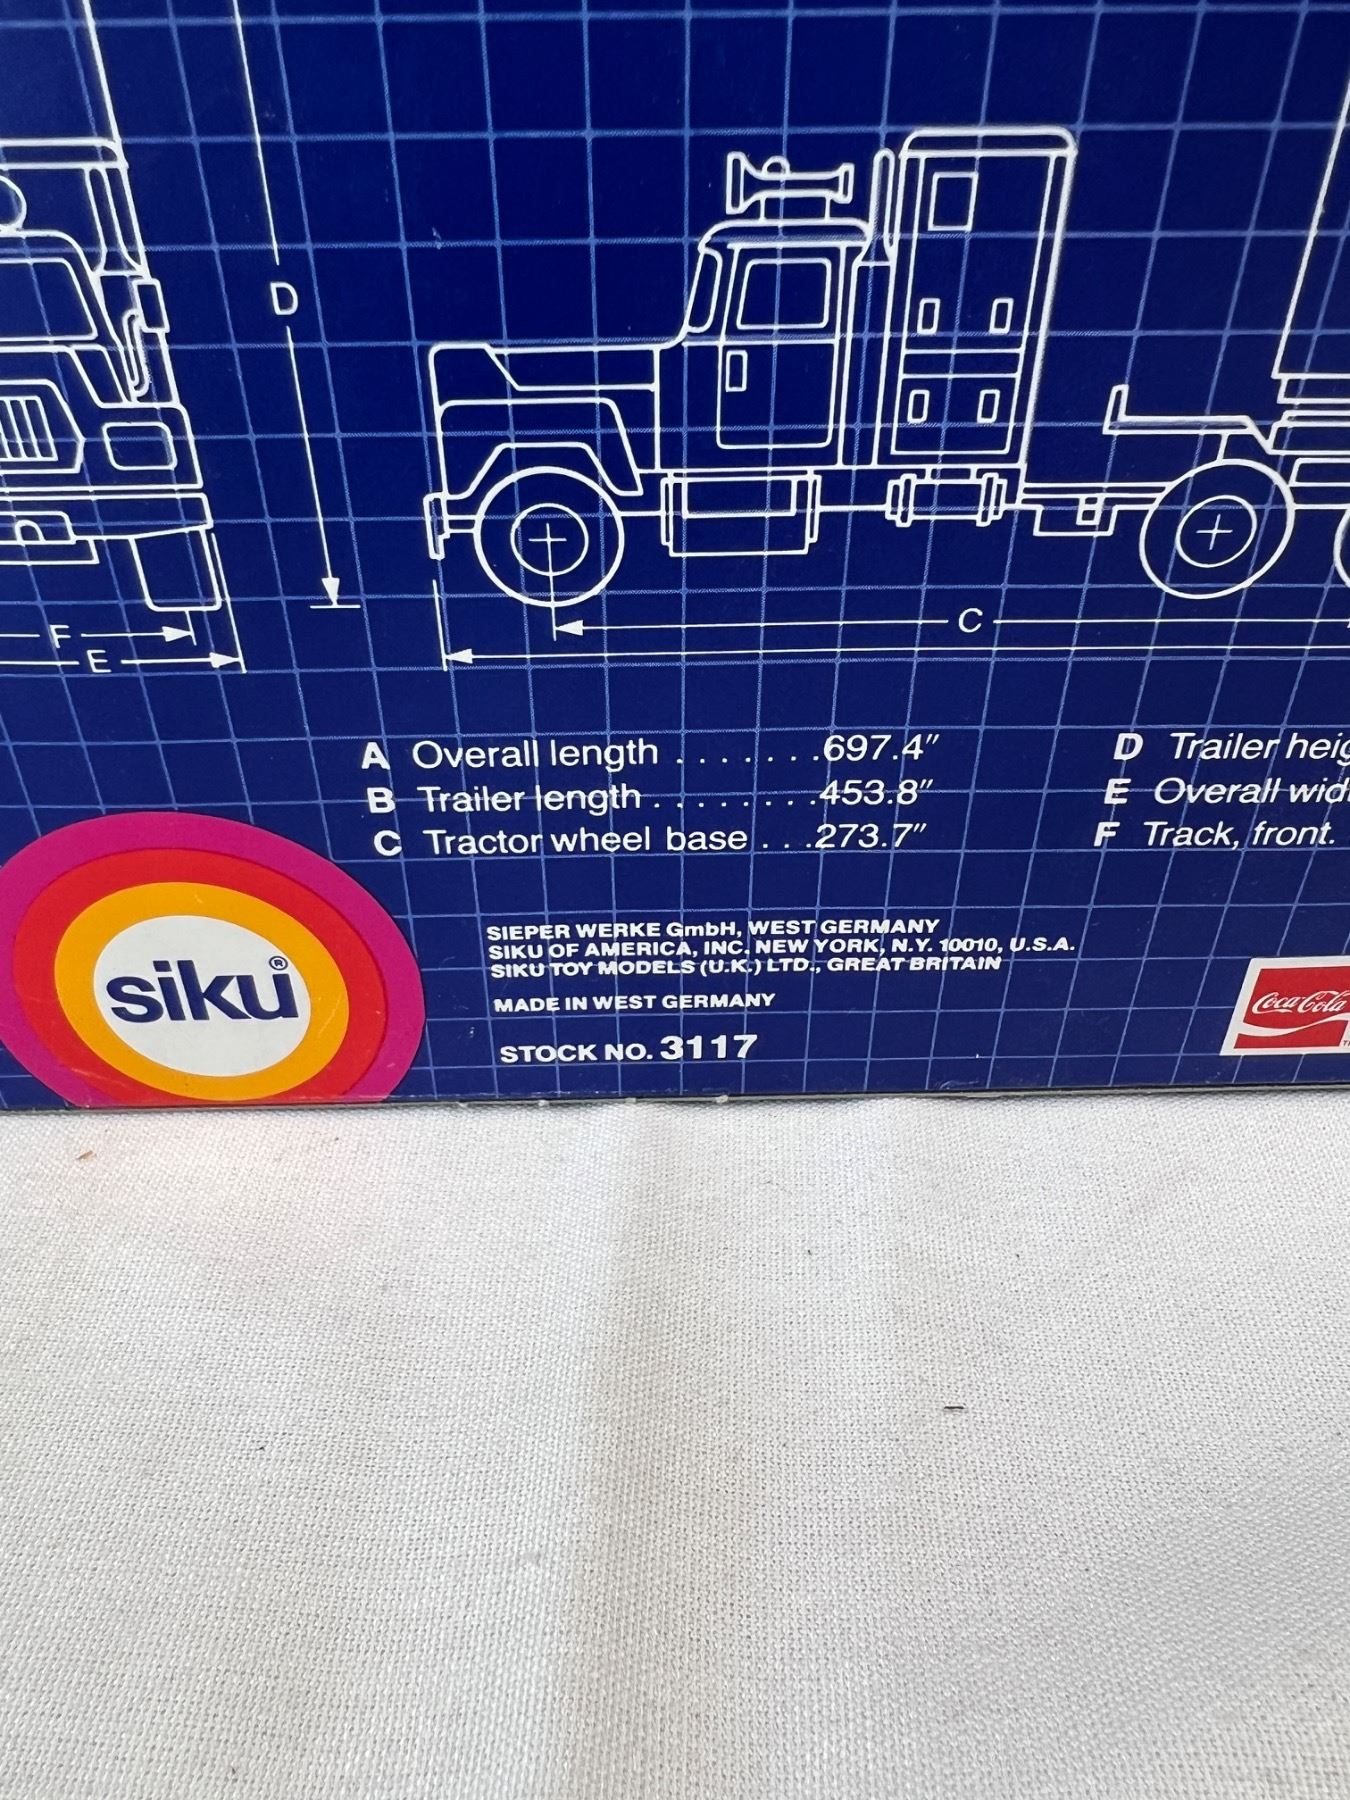 D
C
F
E
A Overall length .......697.4″
B Trailer length ........453.8″
C Tractor wheel base ...273.7″
D Trailer
E Overall
F Track, front.
siku®
SIEPER WERKE GmbH, WEST GERMANY
SIKU OF AMERICA, INC. NEW YORK, N.Y. 10010, U.S.A.
SIKU TOY MODELS (U.K.) LTD., GREAT BRITAIN
MADE IN WEST GERMANY
STOCK NO. 3117
Coca-Cola